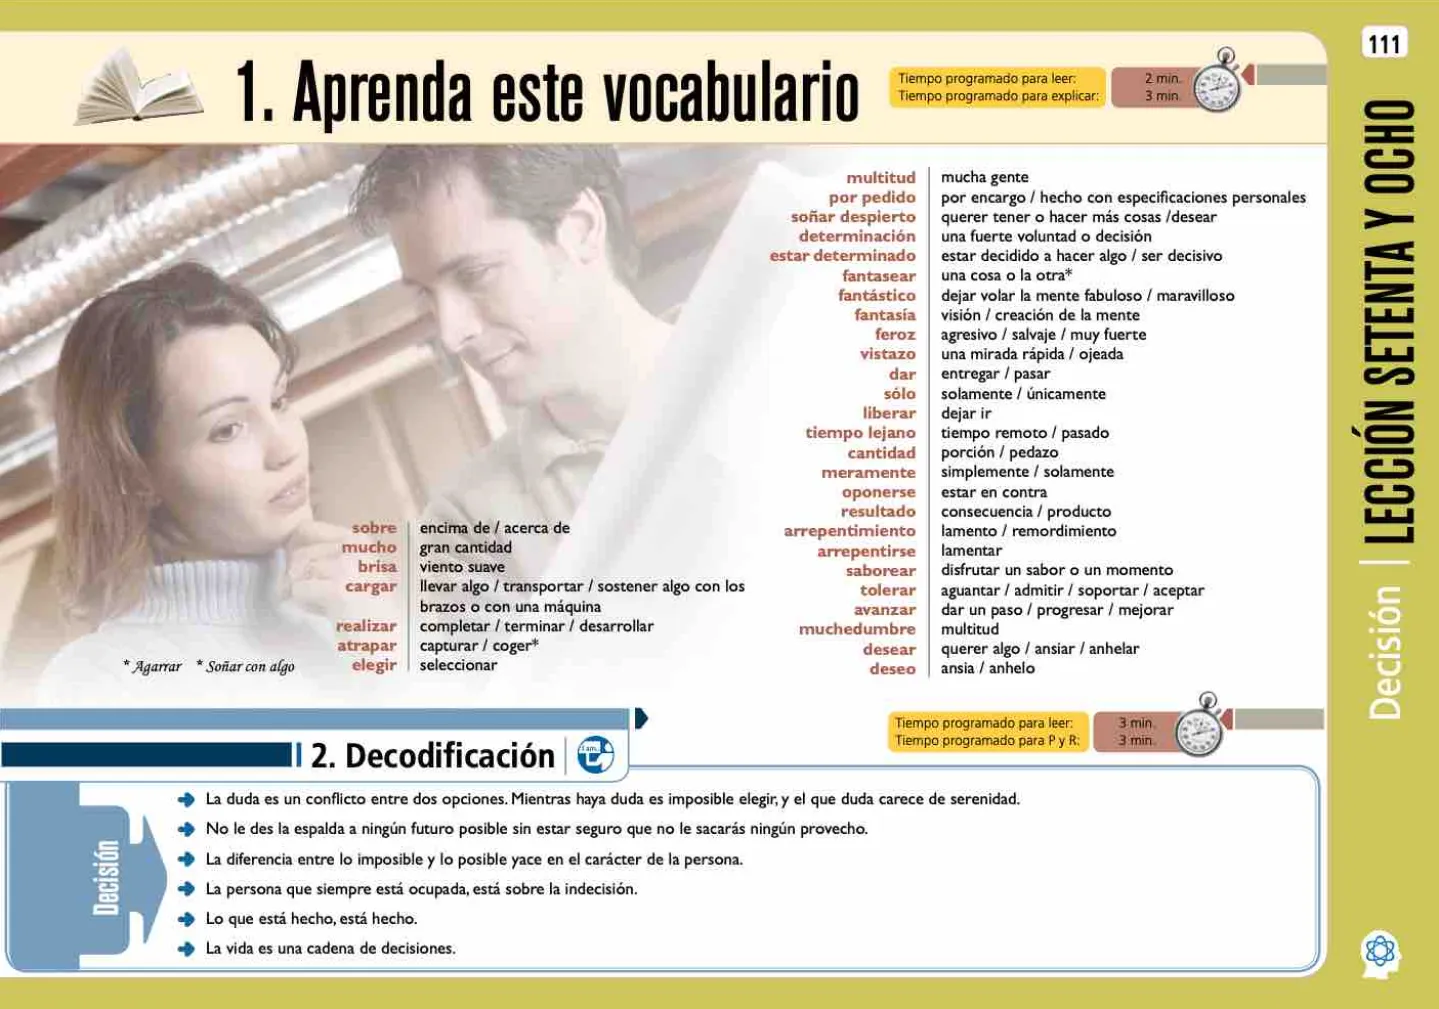 111
1. Aprenda este vocabulario
Tiempo programado para leer: 2 min.
Tiempo programado para explicar: 3 min.
LECCIÓN SETENTA Y OCHO
Decisión
sobre encima de / acerca de
mucho gran cantidad
brisa viento suave
cargar llevar algo / transportar / sostener algo con los
brazos o con una máquina
realizar completar / terminar / desarrollar
atrapar capturar / coger*
elegir seleccionar
* Agarrar * Soñar con algo
multitud mucha gente
por pedido por encargo / hecho con especificaciones personales
soñar despierto querer tener o hacer más cosas /desear
determinación una fuerte voluntad o decisión
estar determinado estar decidido a hacer algo / ser decisivo
fantasear una cosa o la otra*
fantástico dejar volar la mente fabuloso / maravilloso
fantasía visión / creación de la mente
feroz agresivo / salvaje / muy fuerte
vistazo una mirada rápida / ojeada
dar entregar / pasar
sólo solamente / únicamente
liberar dejar ir
tiempo lejano tiempo remoto / pasado
cantidad porción / pedazo
meramente simplemente / solamente
oponerse estar en contra
resultado consecuencia / producto
arrepentimiento lamento / remordimiento
arrepentirse lamentar
saborear disfrutar un sabor o un momento
tolerar aguantar / admitir / soportar / aceptar
avanzar dar un paso / progresar / mejorar
muchedumbre multitud
desear querer algo / ansiar / anhelar
deseo ansia / anhelo
2. Decodificación
I am...
Tiempo programado para leer: 3 min.
Tiempo programado para P y R: 3 min.
Decisión
La duda es un conflicto entre dos opciones. Mientras haya duda es imposible elegir, y el que duda carece de serenidad.
No le des la espalda a ningún futuro posible sin estar seguro que no le sacarás ningún provecho.
La diferencia entre lo imposible y lo posible yace en el carácter de la persona.
La persona que siempre está ocupada, está sobre la indecisión.
Lo que está hecho, está hecho.
La vida es una cadena de decisiones.